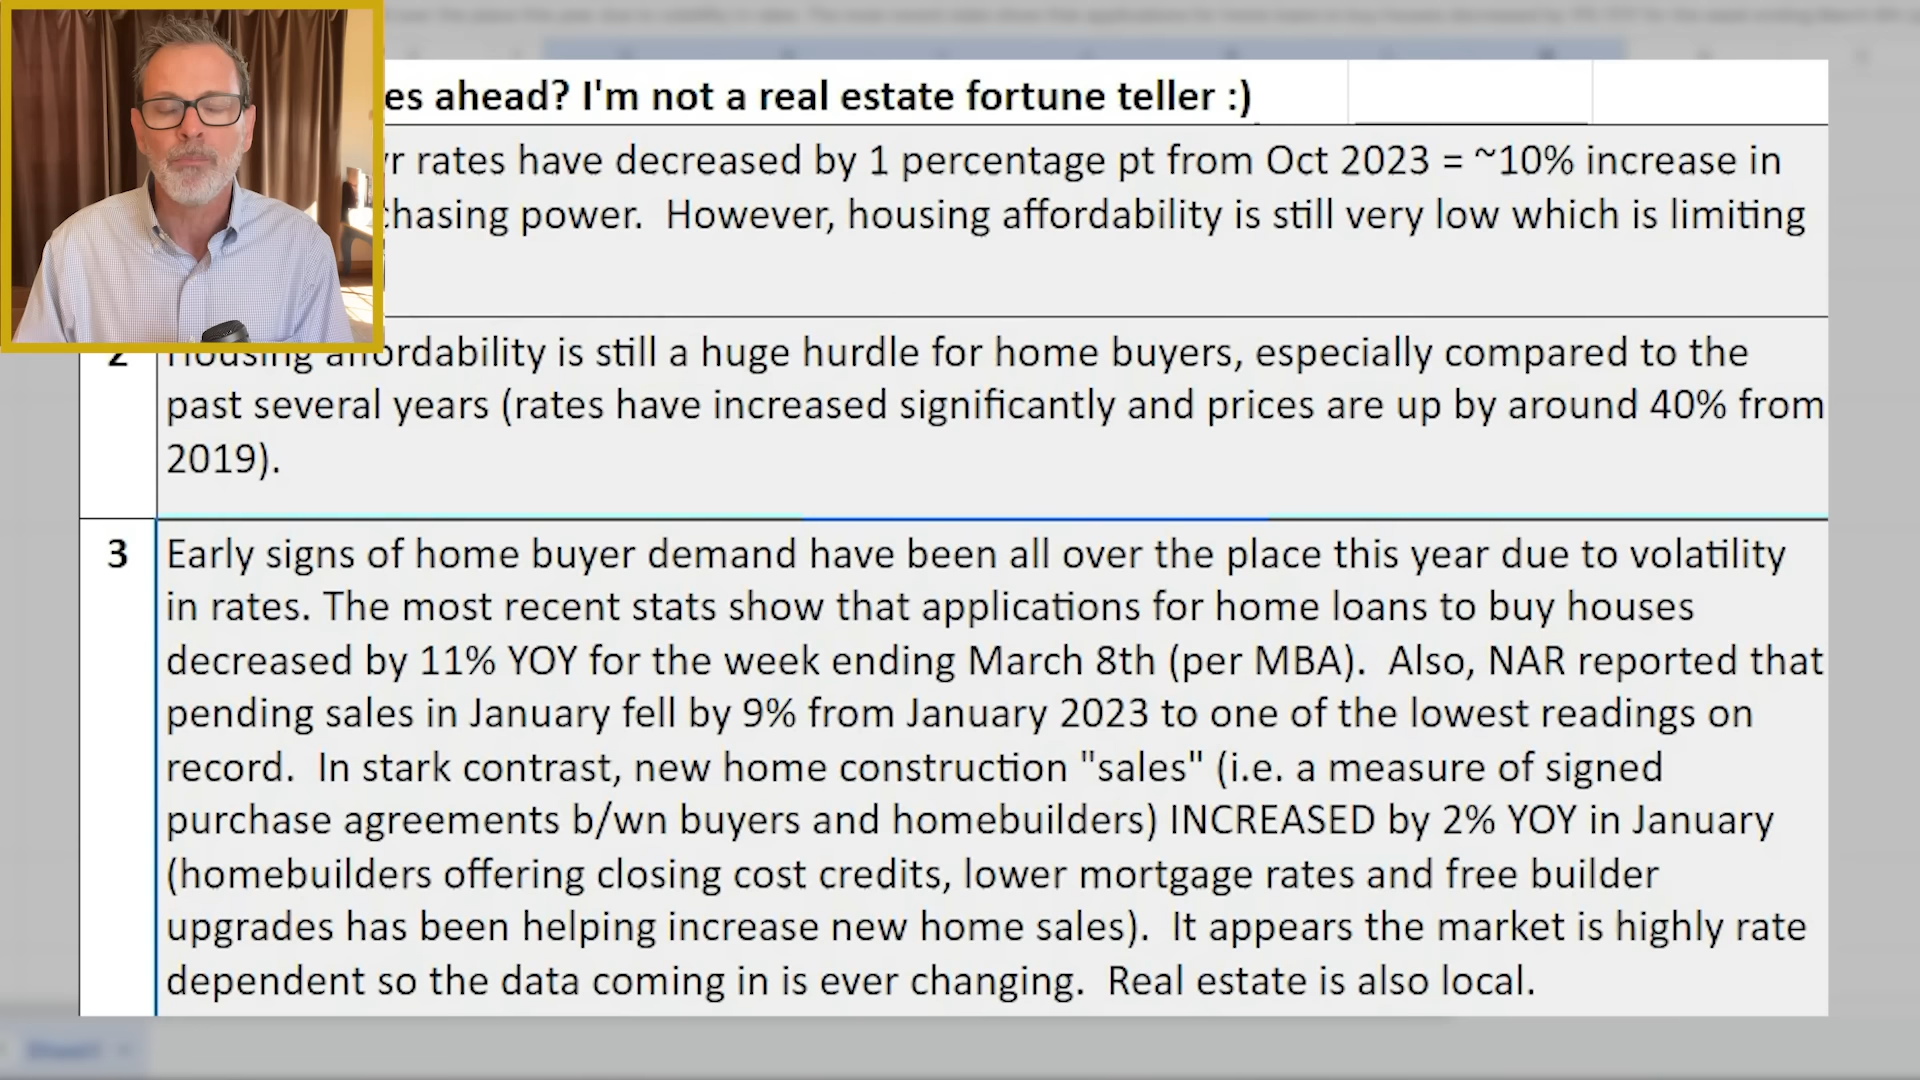 es ahead? I'm not a real estate fortune teller :)
yr rates have decreased by 1 percentage pt from Oct 2023 = ~10% increase in
chasing power. However, housing affordability is still very low which is limiting
2 Housing affordability is still a huge hurdle for home buyers, especially compared to the
past several years (rates have increased significantly and prices are up by around 40% from
2019).
3 Early signs of home buyer demand have been all over the place this year due to volatility
in rates. The most recent stats show that applications for home loans to buy houses
decreased by 11% YOY for the week ending March 8th (per MBA). Also, NAR reported that
pending sales in January fell by 9% from January 2023 to one of the lowest readings on
record. In stark contrast, new home construction "sales" (i.e. a measure of signed
purchase agreements b/wn buyers and homebuilders) INCREASED by 2% YOY in January
(homebuilders offering closing cost credits, lower mortgage rates and free builder
upgrades has been helping increase new home sales). It appears the market is highly rate
dependent so the data coming in is ever changing. Real estate is also local.